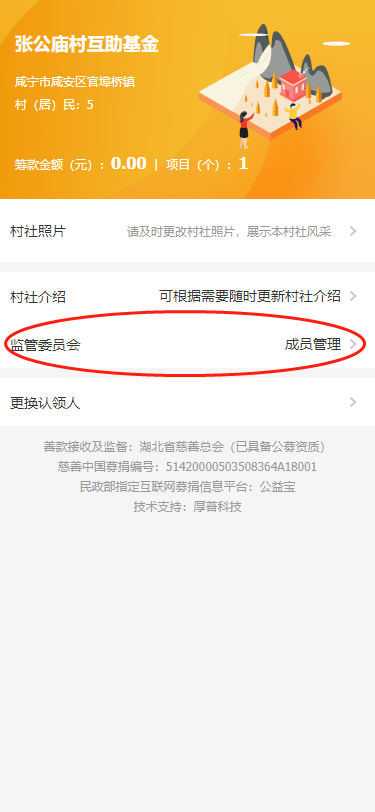 张公庙村互助基金
咸宁市咸安区官埠桥镇
村（居）民：5
筹款金额（元）：0.00 | 项目（个）：1
村社照片 请及时更改村社照片，展示本村社风采
村社介绍 可根据需要随时更新村社介绍
监管委员会 成员管理
更换认领人
善款接收及监督：湖北省慈善总会（已具备公募资质）
慈善中国募捐编号：51420000503508364A18001
民政部指定互联网募捐信息平台：公益宝
技术支持：厚普科技